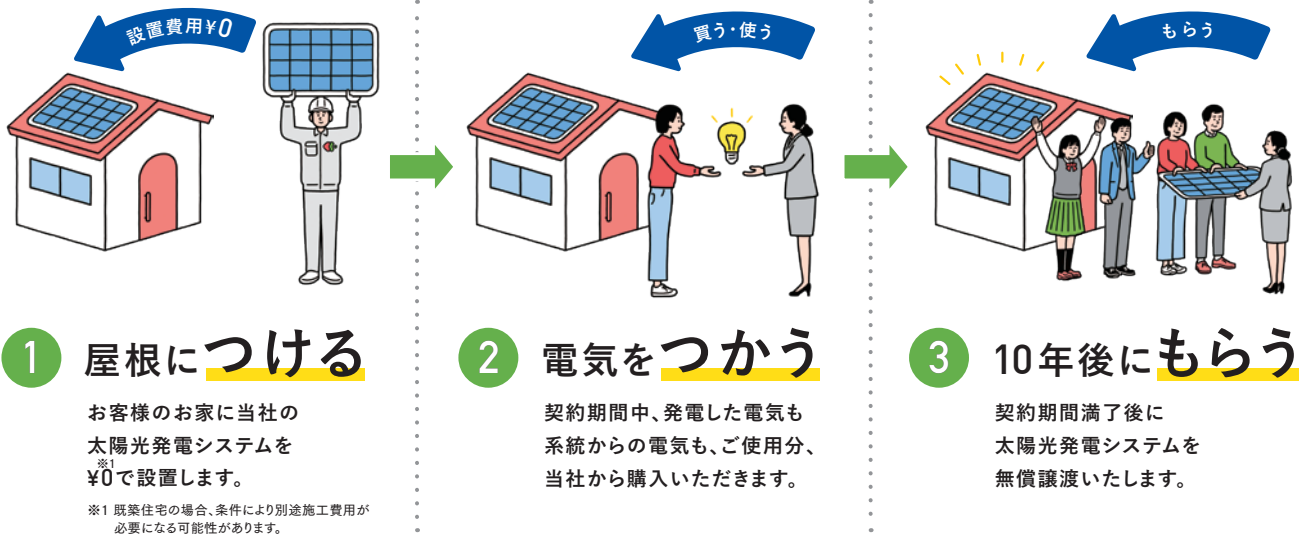 設置費用¥0
買う・使う
もらう
1 屋根につける
お客様のお家に当社の
太陽光発電システムを
¥0※1で設置します。
※1 既築住宅の場合、条件により別途施工費用が
必要になる可能性があります。
2 電気をつかう
契約期間中、発電した電気も
系統からの電気も、ご使用分、
当社から購入いただきます。
3 10年後にもらう
契約期間満了後に
太陽光発電システムを
無償譲渡いたします。